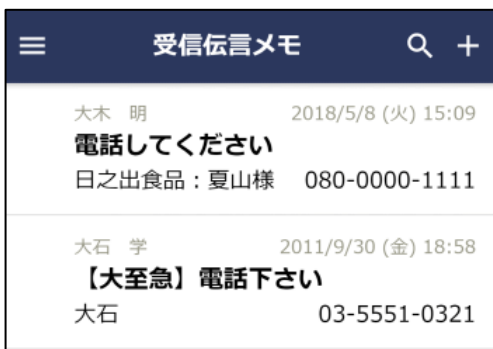 受信伝言メモ
大木　明 2018/5/8 (火) 15:09
電話してください
日之出食品：夏山様 080-0000-1111
大石　学 2011/9/30 (金) 18:58
【大至急】電話下さい
大石 03-5551-0321